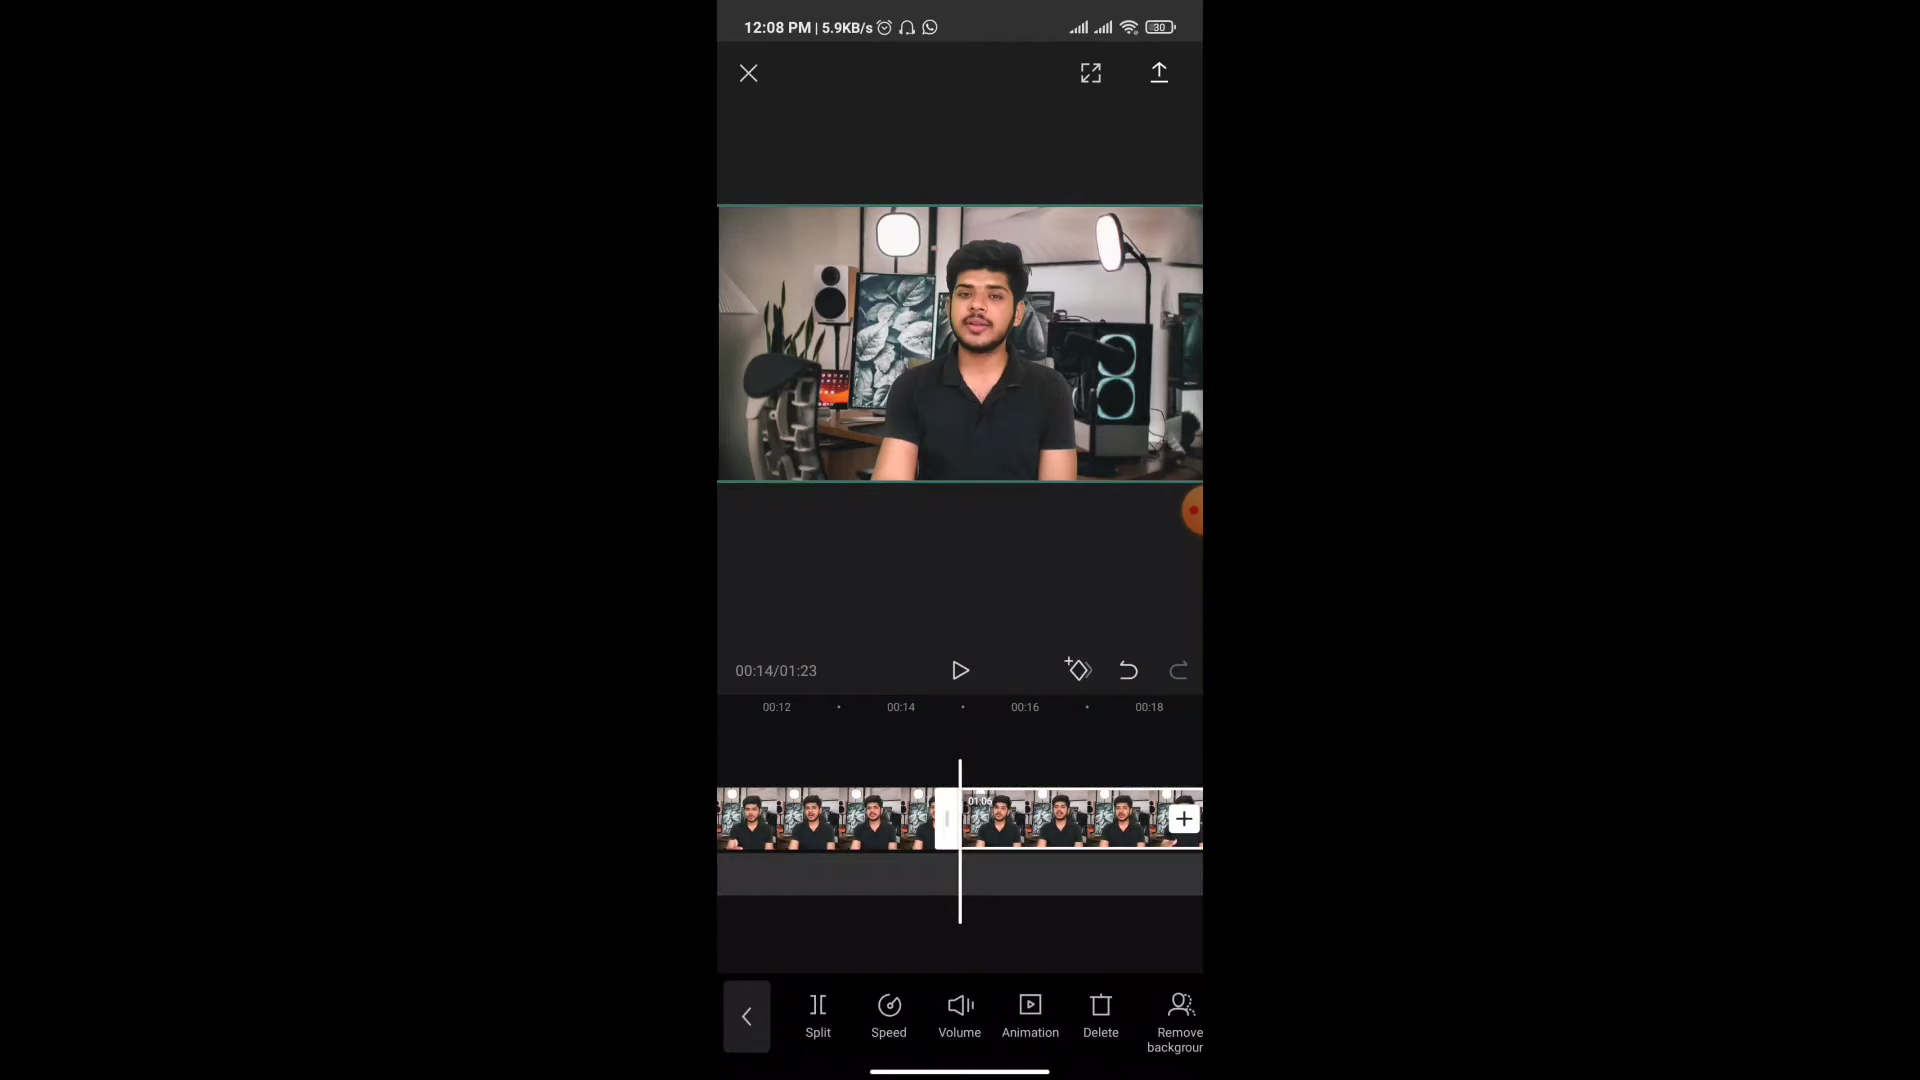 12:08 PM | 5.9KB/s 30
00:14/01:23
00:12 00:14 00:16 00:18
01:06
Split Speed Volume Animation Delete Remove
backgroun